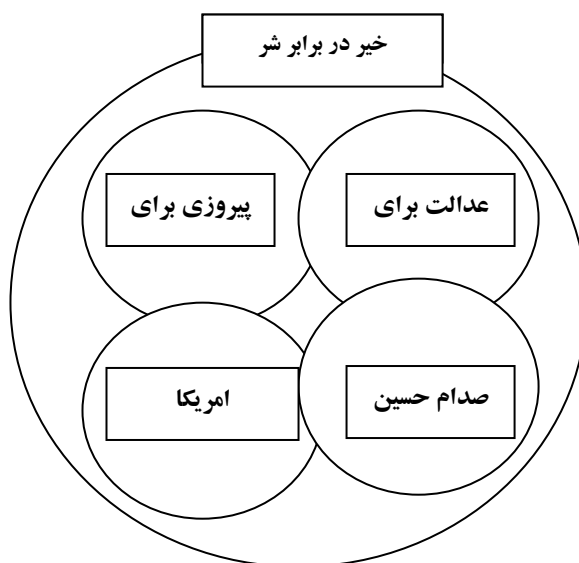 خیر در برابر شر
عدالت برای
پیروزی برای
صدام حسین
امریکا